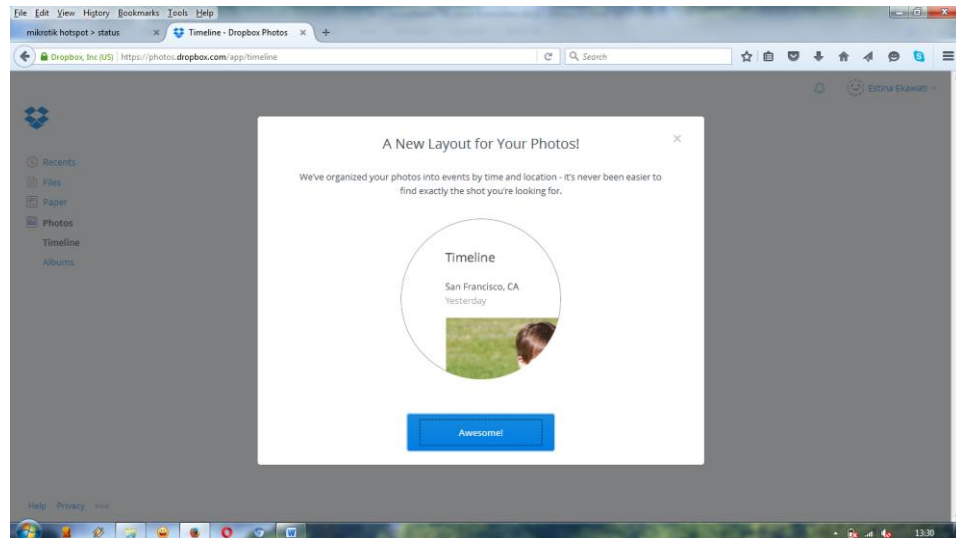 File Edit View History Bookmarks Tools Help
mikrotik hotspot > status
Timeline - Dropbox Photos
Dropbox, Inc (US) https://photos.dropbox.com/app/timeline
Search
Estina Ekawati
A New Layout for Your Photos!
We've organized your photos into events by time and location - it's never been easier to
find exactly the shot you're looking for.
Recents
Files
Paper
Photos
Timeline
Albums
Timeline
San Francisco, CA
Yesterday
Awesome!
Help Privacy
13:30